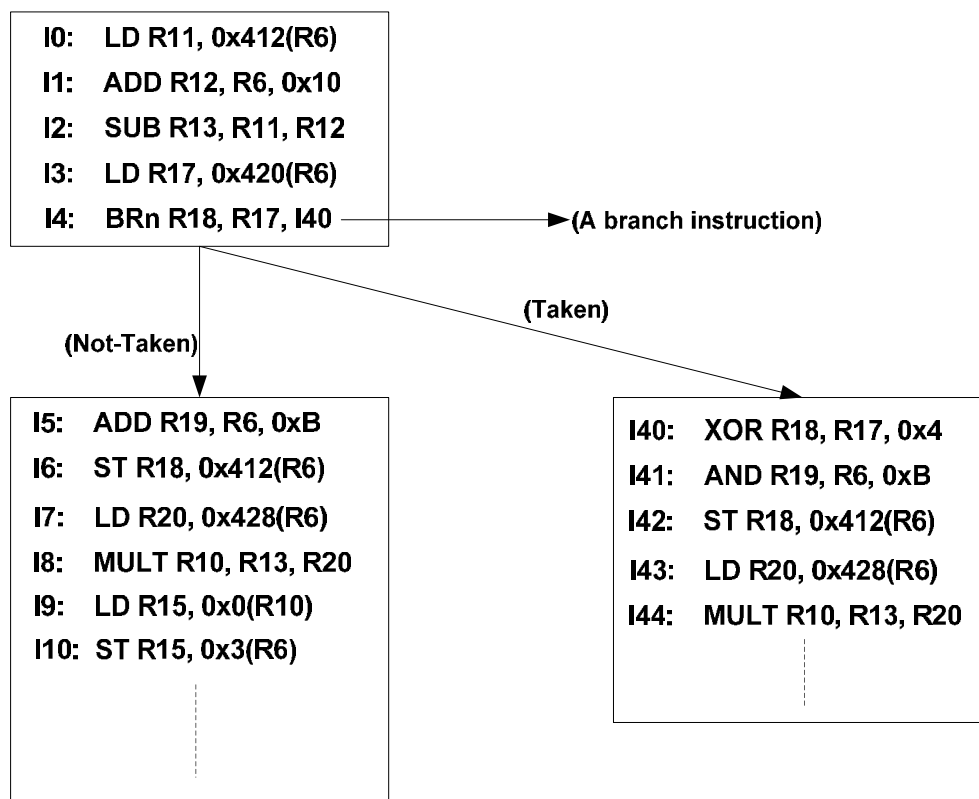 I0: LD R11, 0x412(R6)
I1: ADD R12, R6, 0x10
I2: SUB R13, R11, R12
I3: LD R17, 0x420(R6)
I4: BRn R18, R17, I40
(A branch instruction)
(Not-Taken)
(Taken)
I5: ADD R19, R6, 0xB
I6: ST R18, 0x412(R6)
I7: LD R20, 0x428(R6)
I8: MULT R10, R13, R20
I9: LD R15, 0x0(R10)
I10: ST R15, 0x3(R6)
I40: XOR R18, R17, 0x4
I41: AND R19, R6, 0xB
I42: ST R18, 0x412(R6)
I43: LD R20, 0x428(R6)
I44: MULT R10, R13, R20